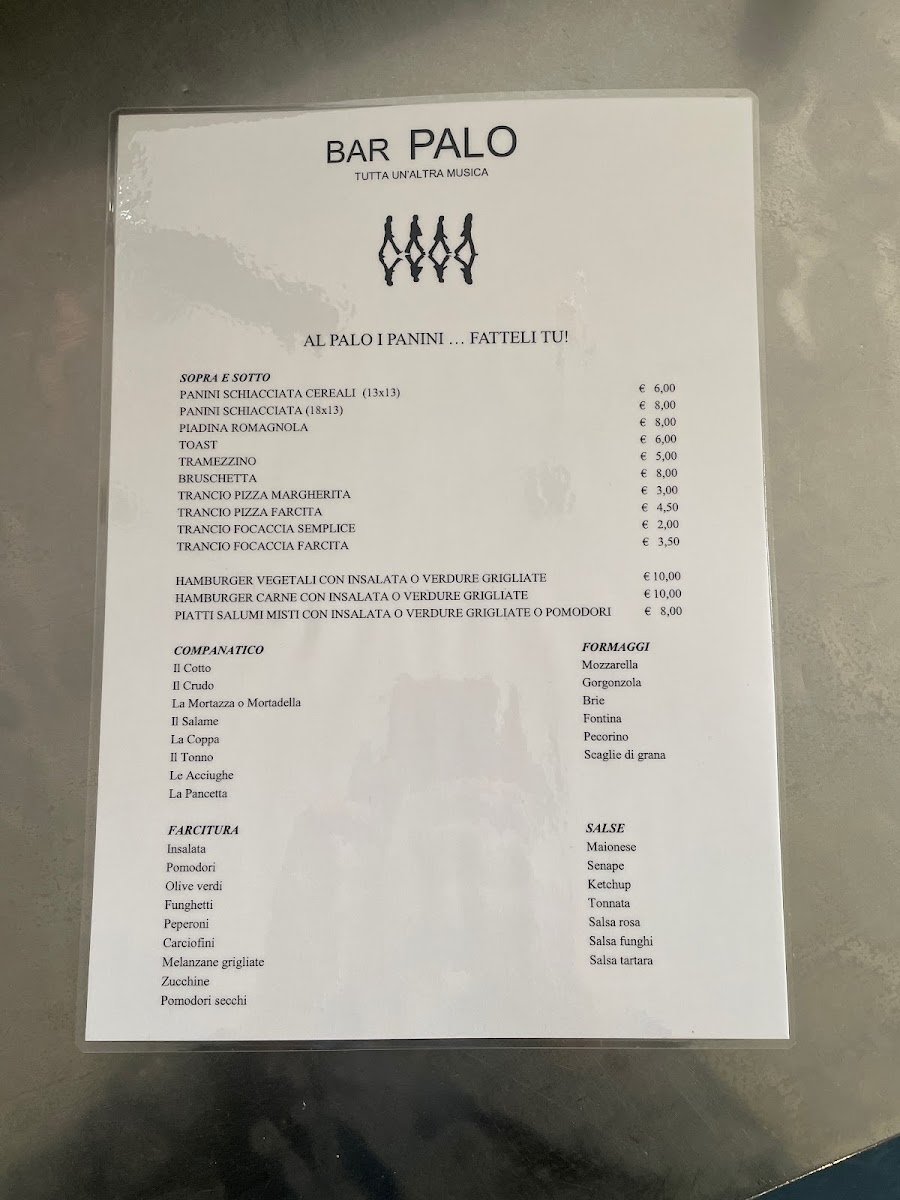 BAR PALO
TUTTA UN'ALTRA MUSICA
AL PALO I PANINI … FATTELI TU!
SOPRA E SOTTO
PANINI SCHIACCIATA CEREALI (13x13) € 6,00
PANINI SCHIACCIATA (18x13) € 8,00
PIADINA ROMAGNOLA € 8,00
TOAST € 6,00
TRAMEZZINO € 5,00
BRUSCHETTA € 8,00
TRANCIO PIZZA MARGHERITA € 3,00
TRANCIO PIZZA FARCITA € 4,50
TRANCIO FOCACCIA SEMPLICE € 2,00
TRANCIO FOCACCIA FARCITA € 3,50
HAMBURGER VEGETALI CON INSALATA O VERDURE GRIGLIATE € 10,00
HAMBURGER CARNE CON INSALATA O VERDURE GRIGLIATE € 10,00
PIATTI SALUMI MISTI CON INSALATA O VERDURE GRIGLIATE O POMODORI € 8,00
COMPANATICO
Il Cotto
Il Crudo
La Mortazza o Mortadella
Il Salame
La Coppa
Il Tonno
Le Acciughe
La Pancetta
FORMAGGI
Mozzarella
Gorgonzola
Brie
Fontina
Pecorino
Scaglie di grana
FARCITURA
Insalata
Pomodori
Olive verdi
Funghetti
Peperoni
Carciofini
Melanzane grigliate
Zucchine
Pomodori secchi
SALSE
Maionese
Senape
Ketchup
Tonnata
Salsa rosa
Salsa funghi
Salsa tartara